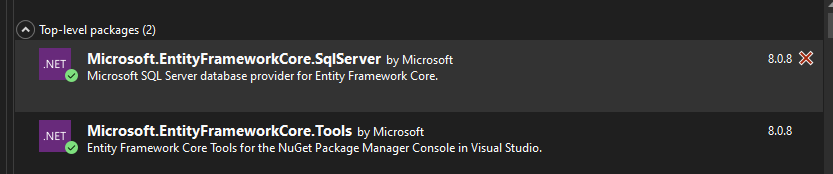 Top-level packages (2)
.NET
Microsoft.EntityFrameworkCore.SqlServer by Microsoft 8.0.8
Microsoft SQL Server database provider for Entity Framework Core.
.NET
Microsoft.EntityFrameworkCore.Tools by Microsoft 8.0.8
Entity Framework Core Tools for the NuGet Package Manager Console in Visual Studio.